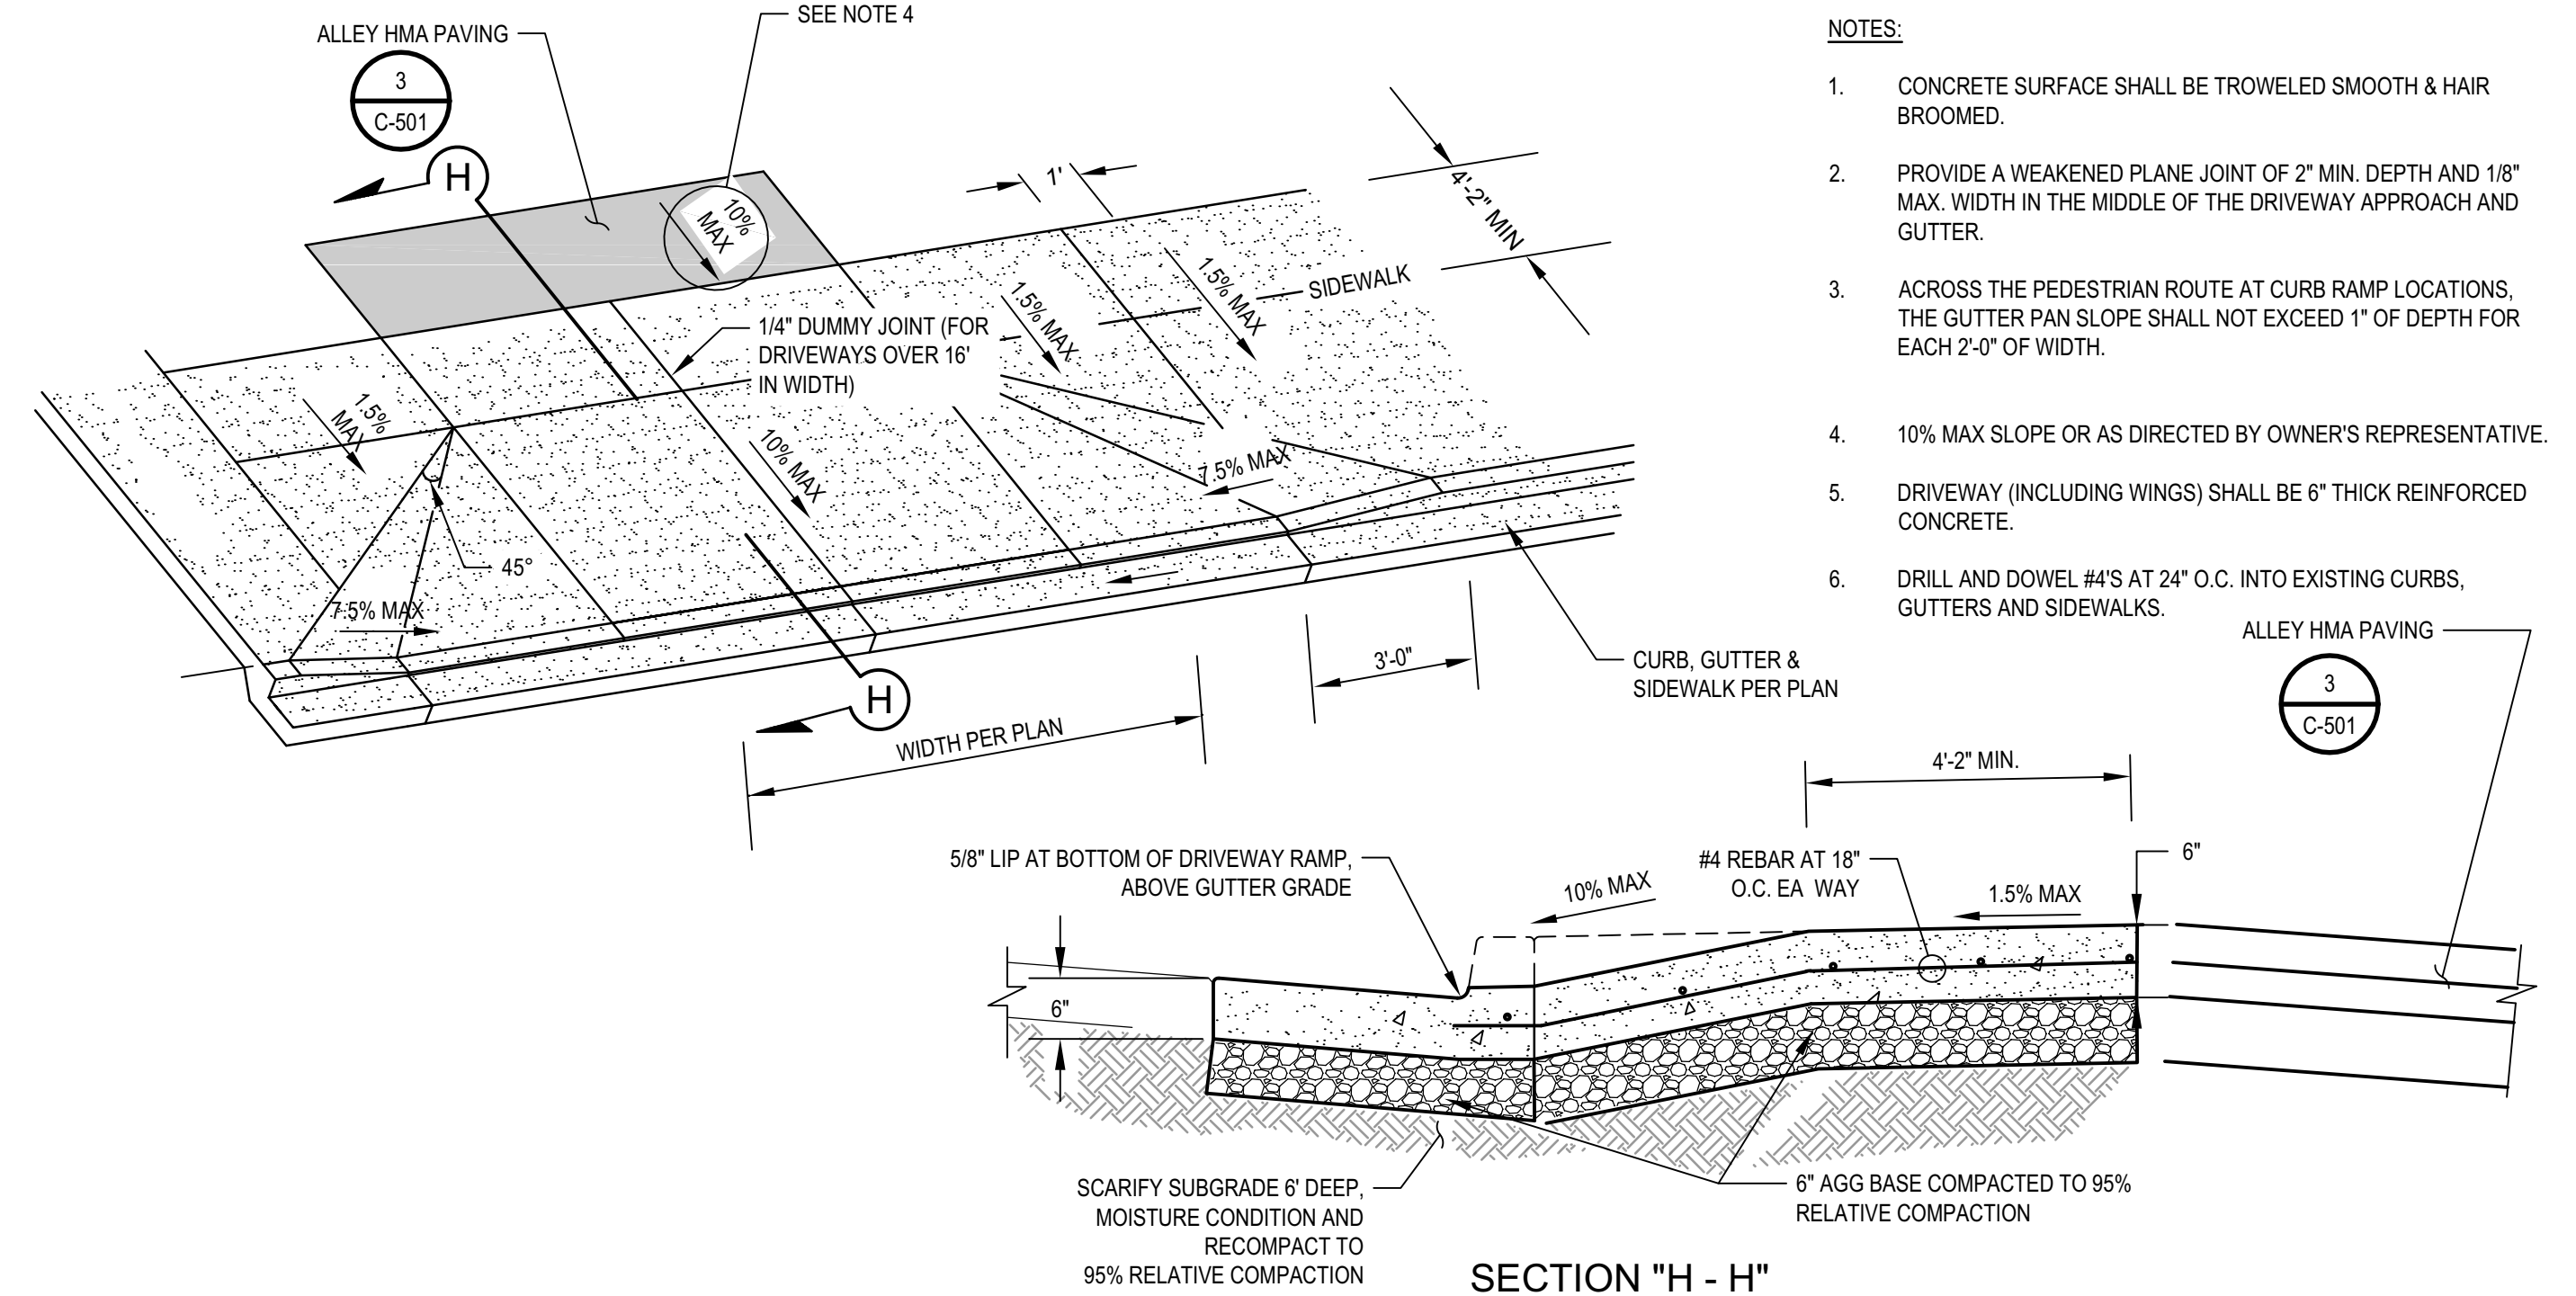 SEE NOTE 4
ALLEY HMA PAVING
3
C-501
H
10%
MAX
1'
4'-2" MIN
1.5% MAX
1.5% MAX
SIDEWALK
1/4" DUMMY JOINT (FOR
DRIVEWAYS OVER 16'
IN WIDTH)
1.5%
MAX
10% MAX
7.5% MAX
45°
7.5% MAX
H
WIDTH PER PLAN
3'-0"
CURB, GUTTER &
SIDEWALK PER PLAN
NOTES:
1. CONCRETE SURFACE SHALL BE TROWELED SMOOTH & HAIR
BROOMED.
2. PROVIDE A WEAKENED PLANE JOINT OF 2" MIN. DEPTH AND 1/8"
MAX. WIDTH IN THE MIDDLE OF THE DRIVEWAY APPROACH AND
GUTTER.
3. ACROSS THE PEDESTRIAN ROUTE AT CURB RAMP LOCATIONS,
THE GUTTER PAN SLOPE SHALL NOT EXCEED 1" OF DEPTH FOR
EACH 2'-0" OF WIDTH.
4. 10% MAX SLOPE OR AS DIRECTED BY OWNER'S REPRESENTATIVE.
5. DRIVEWAY (INCLUDING WINGS) SHALL BE 6" THICK REINFORCED
CONCRETE.
6. DRILL AND DOWEL #4'S AT 24" O.C. INTO EXISTING CURBS,
GUTTERS AND SIDEWALKS.
ALLEY HMA PAVING
3
C-501
4'-2" MIN.
5/8" LIP AT BOTTOM OF DRIVEWAY RAMP,
ABOVE GUTTER GRADE
10% MAX
#4 REBAR AT 18"
O.C. EA WAY
1.5% MAX
6"
6"
SCARIFY SUBGRADE 6' DEEP,
MOISTURE CONDITION AND
RECOMPACT TO
95% RELATIVE COMPACTION
6" AGG BASE COMPACTED TO 95%
RELATIVE COMPACTION
SECTION "H - H"